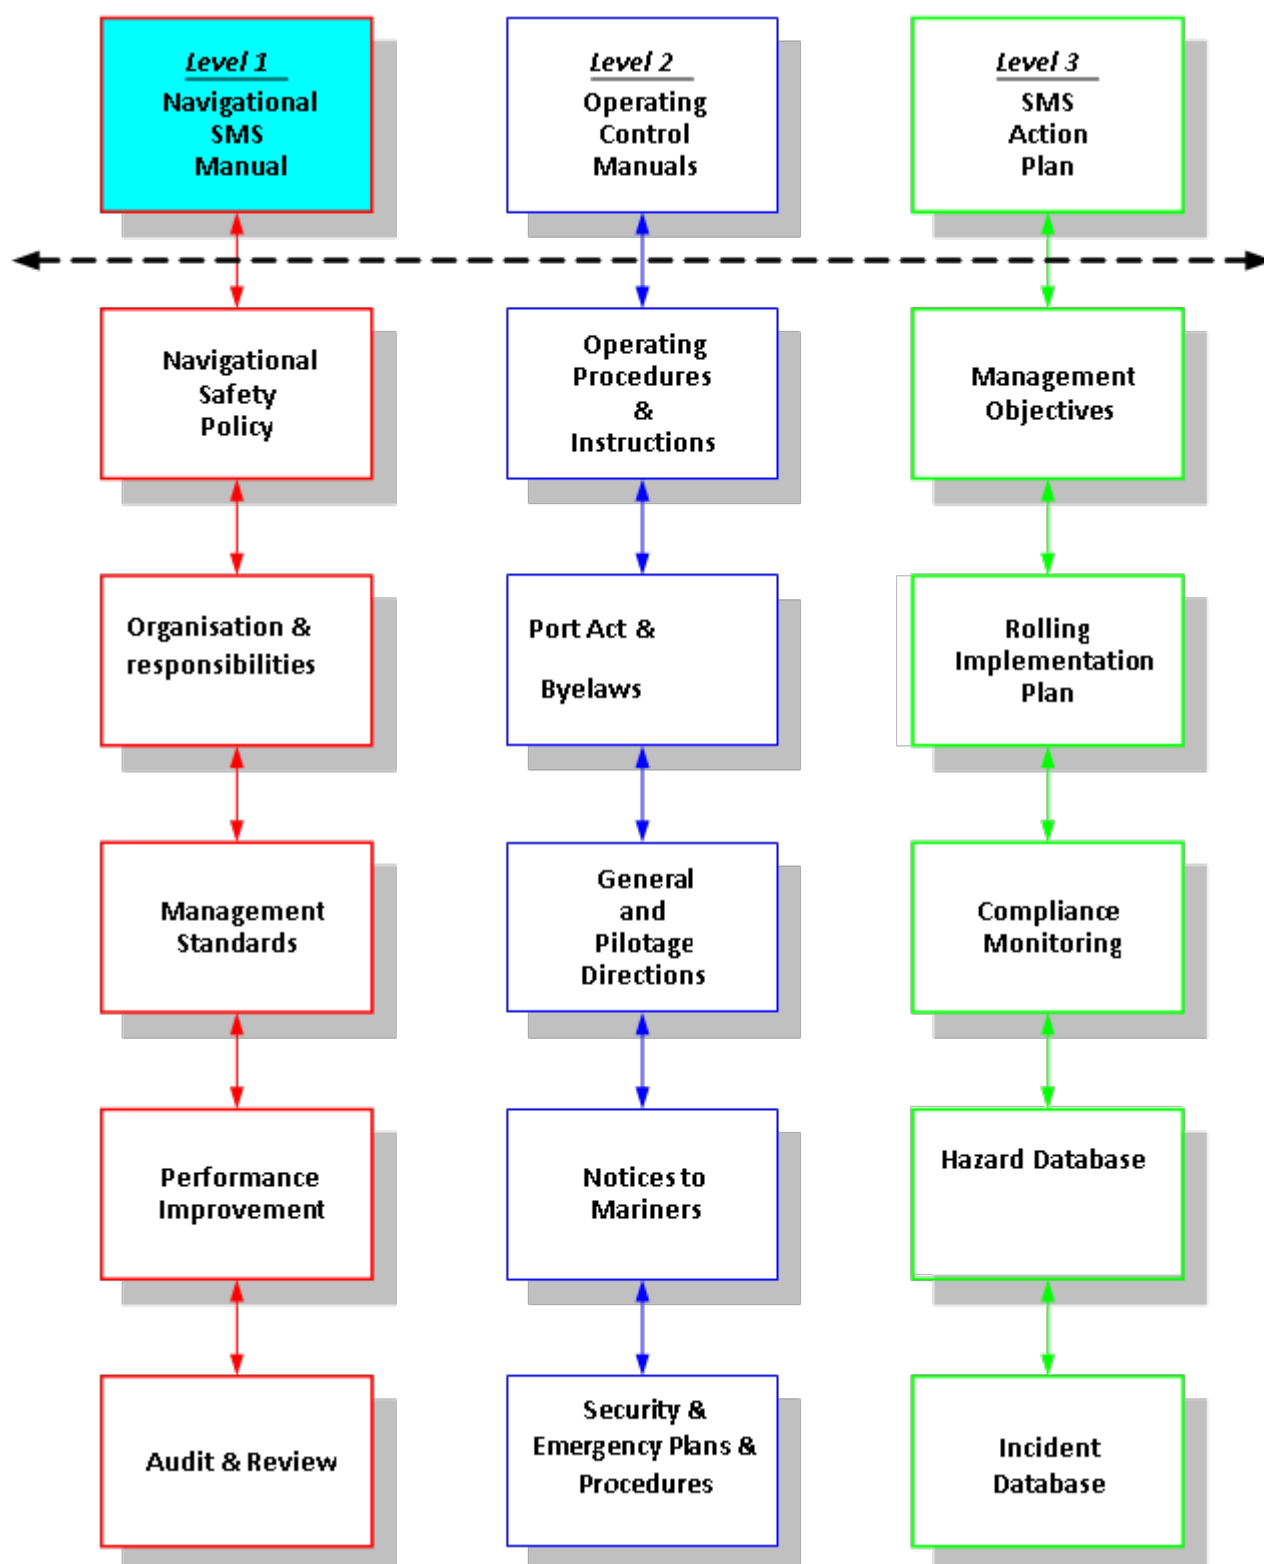 Level 1
Navigational
SMS
Manual
Level 2
Operating
Control
Manuals
Level 3
SMS
Action
Plan
Navigational
Safety
Policy
Operating
Procedures
&
Instructions
Management
Objectives
Organisation &
responsibilities
Port Act &
Byelaws
Rolling
Implementation
Plan
Management
Standards
General
and
Pilotage
Directions
Compliance
Monitoring
Performance
Improvement
Notices to
Mariners
Hazard Database
Audit & Review
Security &
Emergency Plans &
Procedures
Incident
Database